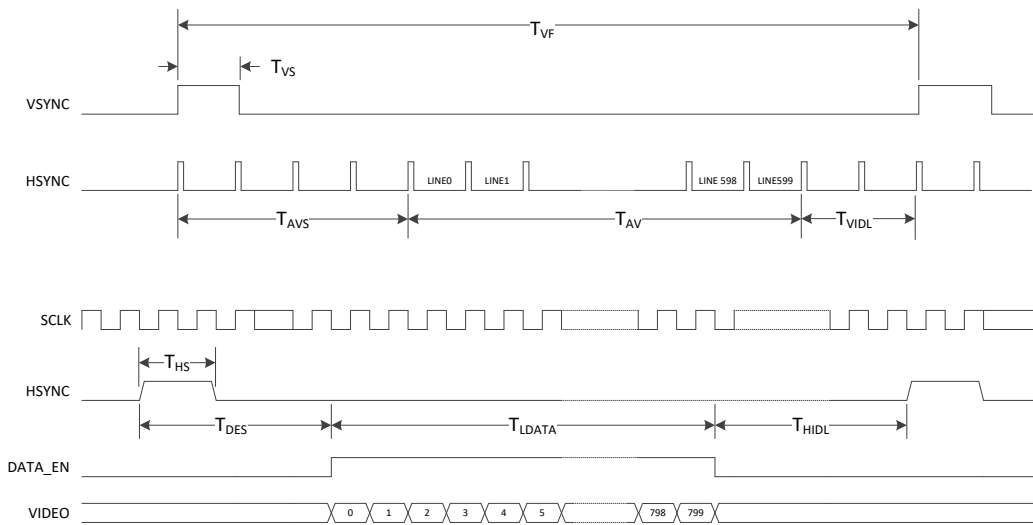 T_VF
T_VS
VSYNC
HSYNC
LINE0 LINE1 LINE 598 LINE599
T_AVS T_AV T_VIDL
SCLK
T_HS
HSYNC
T_DES T_LDATA T_HIDL
DATA_EN
VIDEO 0 1 2 3 4 5 798 799